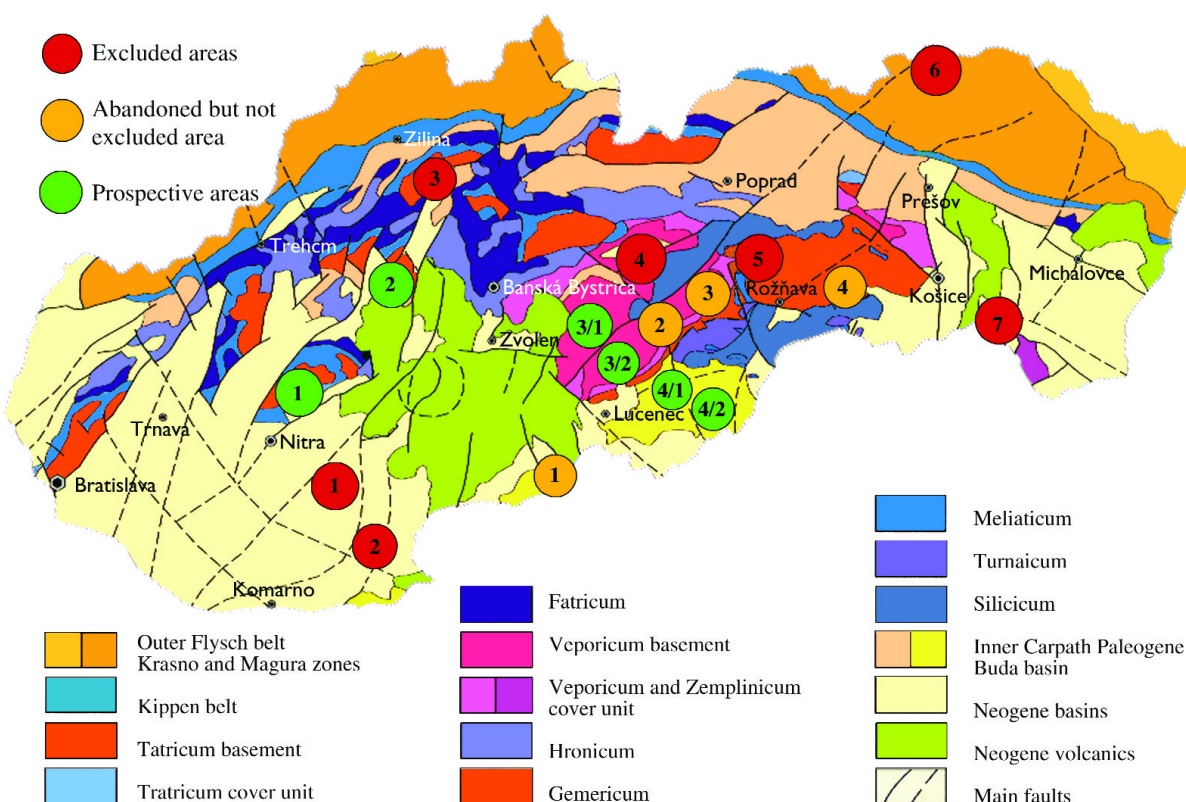 Excluded areas
Abandoned but not
excluded area
Prospective areas
6
Zilina
3
Poprad
Prešov
Trehcm
4
5
Michalovce
2
Banská Bystrica
3
Rožňava
4
Košice
3/1
2
Zvolen
7
3/2
1
4/1
4/2
Lucenec
Trnava
Nitra
1
Bratislava
1
2
Komarno
Outer Flysch belt
Krasno and Magura zones
Kippen belt
Tatricum basement
Tratricum cover unit
Fatricum
Veporicum basement
Veporicum and Zemplinicum
cover unit
Hronicum
Gemericum
Meliaticum
Turnaicum
Silicicum
Inner Carpath Paleogene
Buda basin
Neogene basins
Neogene volcanics
Main faults